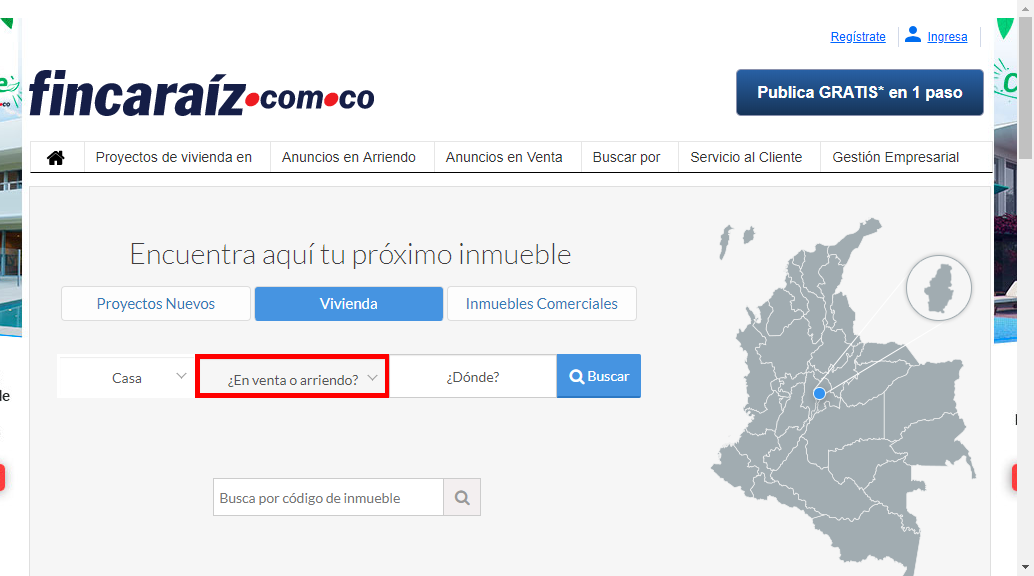 Regístrate Ingresa
fincaraíz.com.co
Publica GRATIS* en 1 paso
Proyectos de vivienda en Anuncios en Arriendo Anuncios en Venta Buscar por Servicio al Cliente Gestión Empresarial
Encuentra aquí tu próximo inmueble
Proyectos Nuevos Vivienda Inmuebles Comerciales
Casa ¿En venta o arriendo? ¿Dónde? Buscar
Busca por código de inmueble